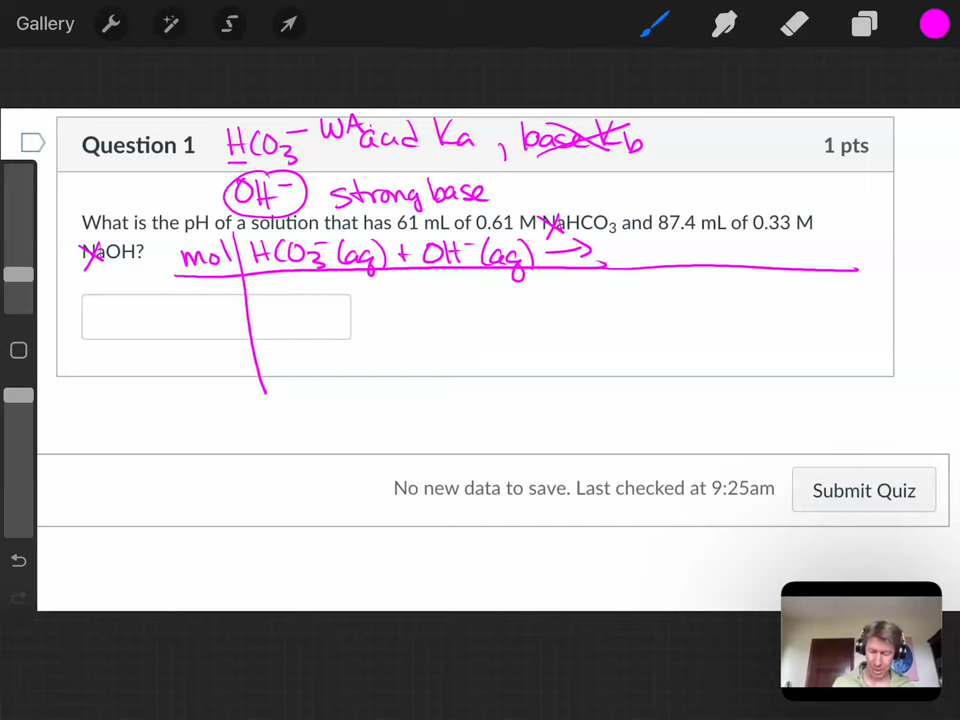 Gallery
Question 1 HCO3⁻ WA acid Ka , base Kb 1 pts
OH⁻ strong base
What is the pH of a solution that has 61 mL of 0.61 M NaHCO₃ and 87.4 mL of 0.33 M
NaOH? mol HCO3⁻ (aq) + OH⁻ (aq) →
No new data to save. Last checked at 9:25am Submit Quiz